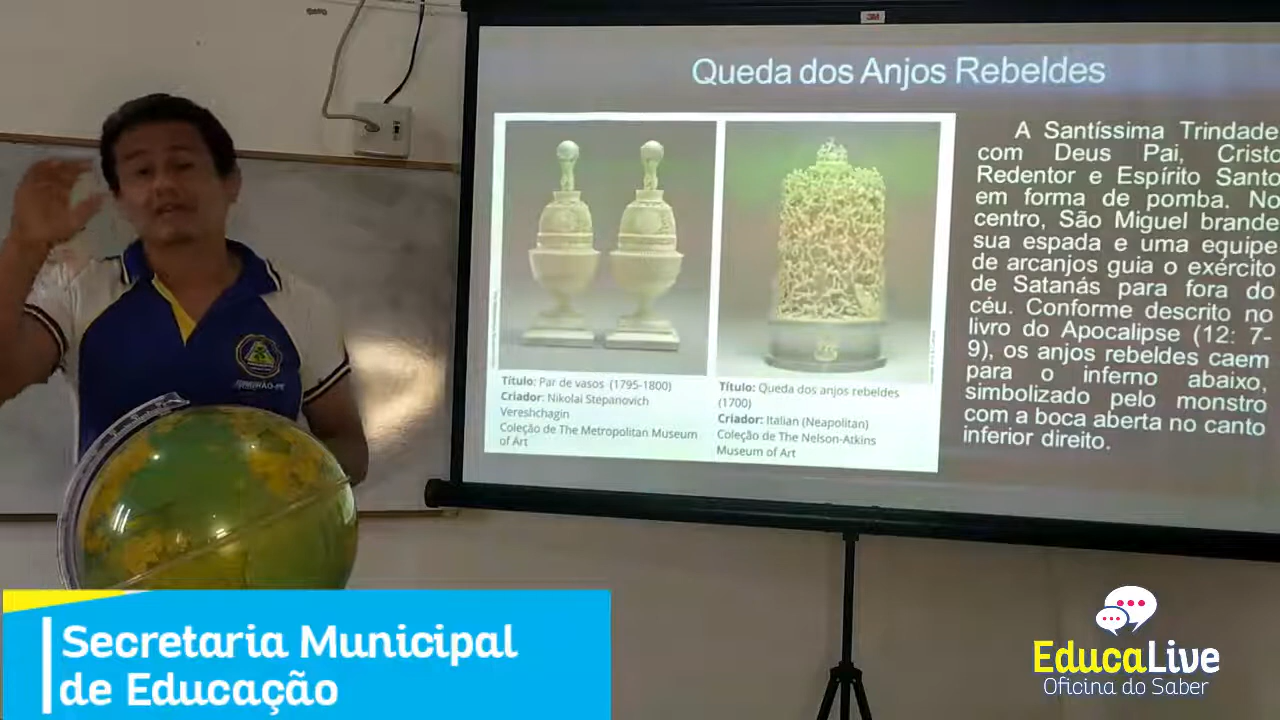 3M
Queda dos Anjos Rebeldes
A Santíssima Trindade
com Deus Pai, Cristo
Redentor e Espírito Santo
em forma de pomba. No
centro, São Miguel brande
sua espada e uma equipe
de arcanjos guia o exército
de Satanás para fora do
céu. Conforme descrito no
livro do Apocalipse (12: 7-
9), os anjos rebeldes caem
para o inferno abaixo,
simbolizado pelo monstro
com a boca aberta no canto
inferior direito.
Título: Par de vasos (1795-1800)
Criador: Nikolai Stepanovich
Vereshchagin
Coleção de The Metropolitan Museum
of Art
Título: Queda dos anjos rebeldes
(1700)
Criador: Italian (Neapolitan)
Coleção de The Nelson-Atkins
Museum of Art
Secretaria Municipal
de Educação
EducaLive
Oficina do Saber